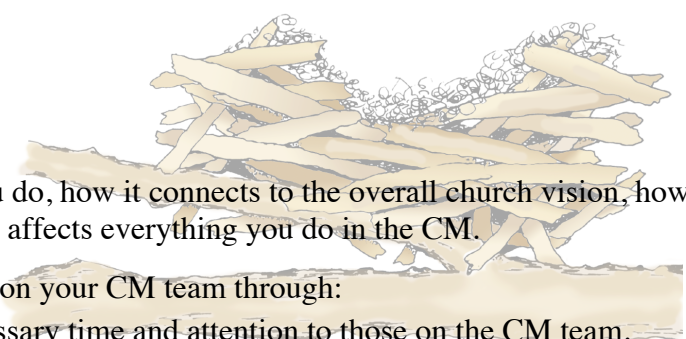 u do, how it connects to the overall church vision, how
affects everything you do in the CM.
on your CM team through:
ssary time and attention to those on the CM team.